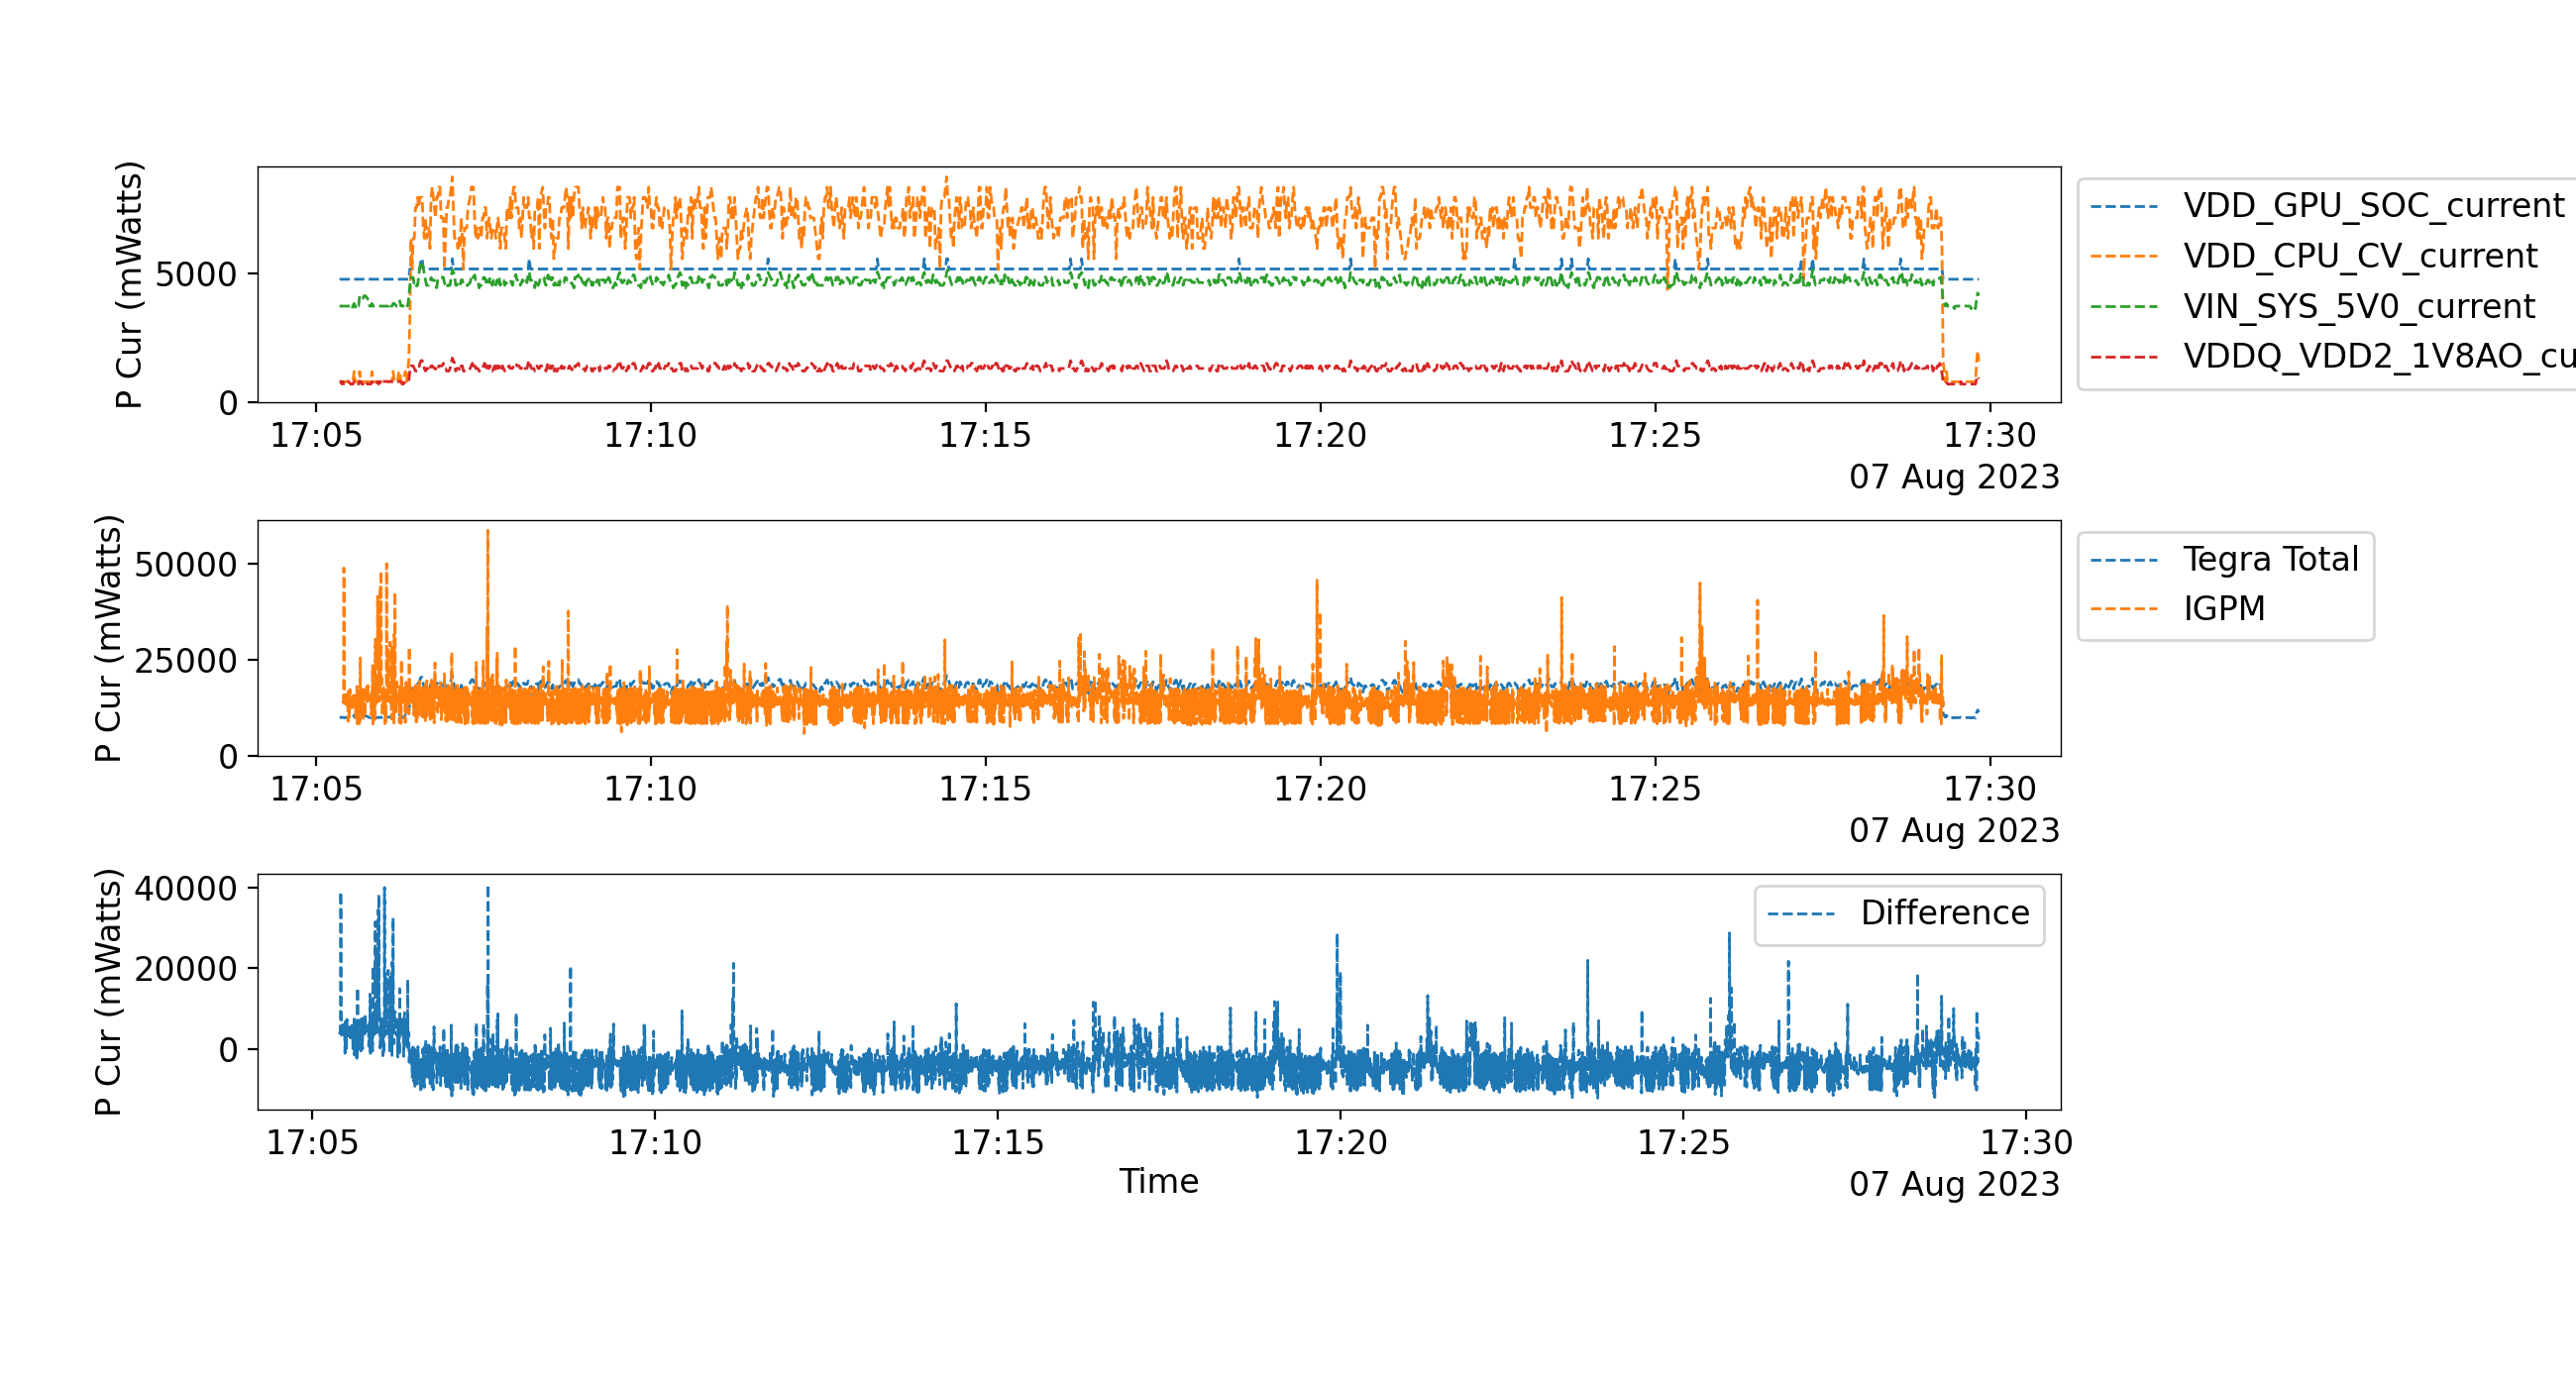 P Cur (mWatts)
5000
0
17:05 17:10 17:15 17:20 17:25 17:30
07 Aug 2023
VDD_GPU_SOC_current
VDD_CPU_CV_current
VIN_SYS_5V0_current
VDDQ_VDD2_1V8AO_cu
P Cur (mWatts)
50000
25000
0
17:05 17:10 17:15 17:20 17:25 17:30
07 Aug 2023
Tegra Total
IGPM
P Cur (mWatts)
40000
20000
0
Difference
17:05 17:10 17:15 17:20 17:25 17:30
Time
07 Aug 2023